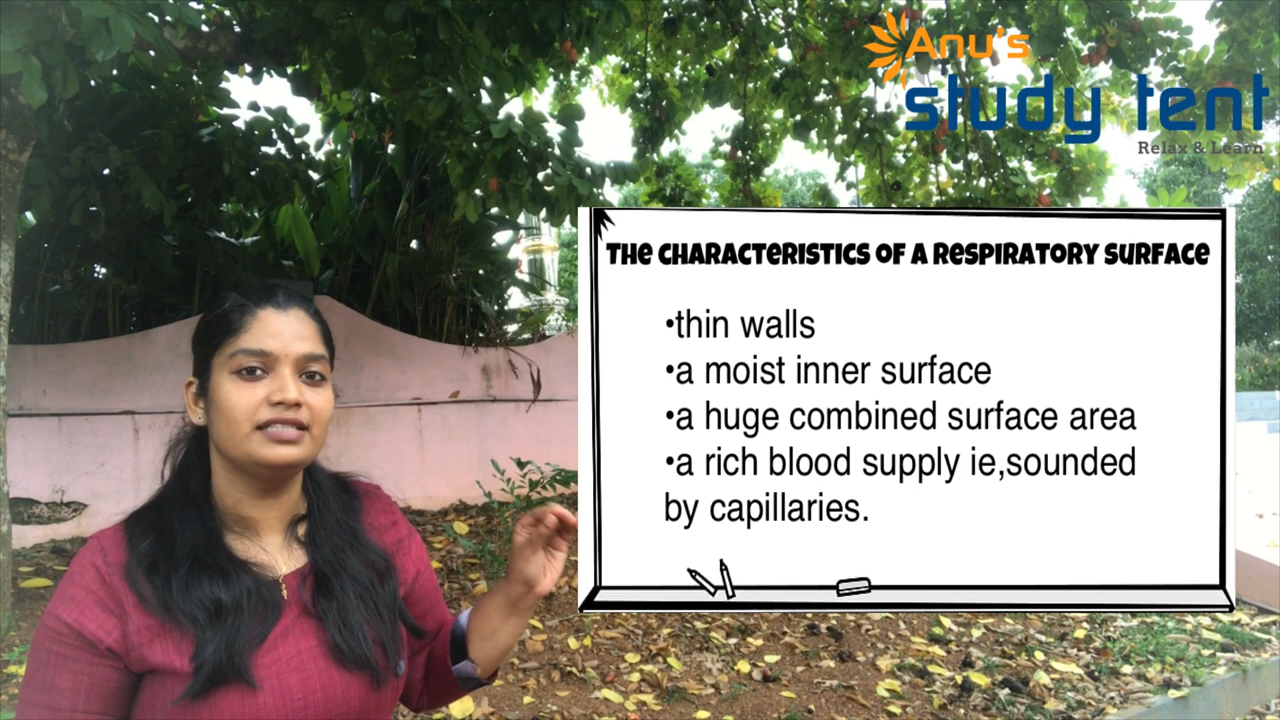 Anu's
study tent
Relax & Learn
THE CHARACTERISTICS OF A RESPIRATORY SURFACE
•thin walls
•a moist inner surface
•a huge combined surface area
•a rich blood supply ie,sounded
by capillaries.